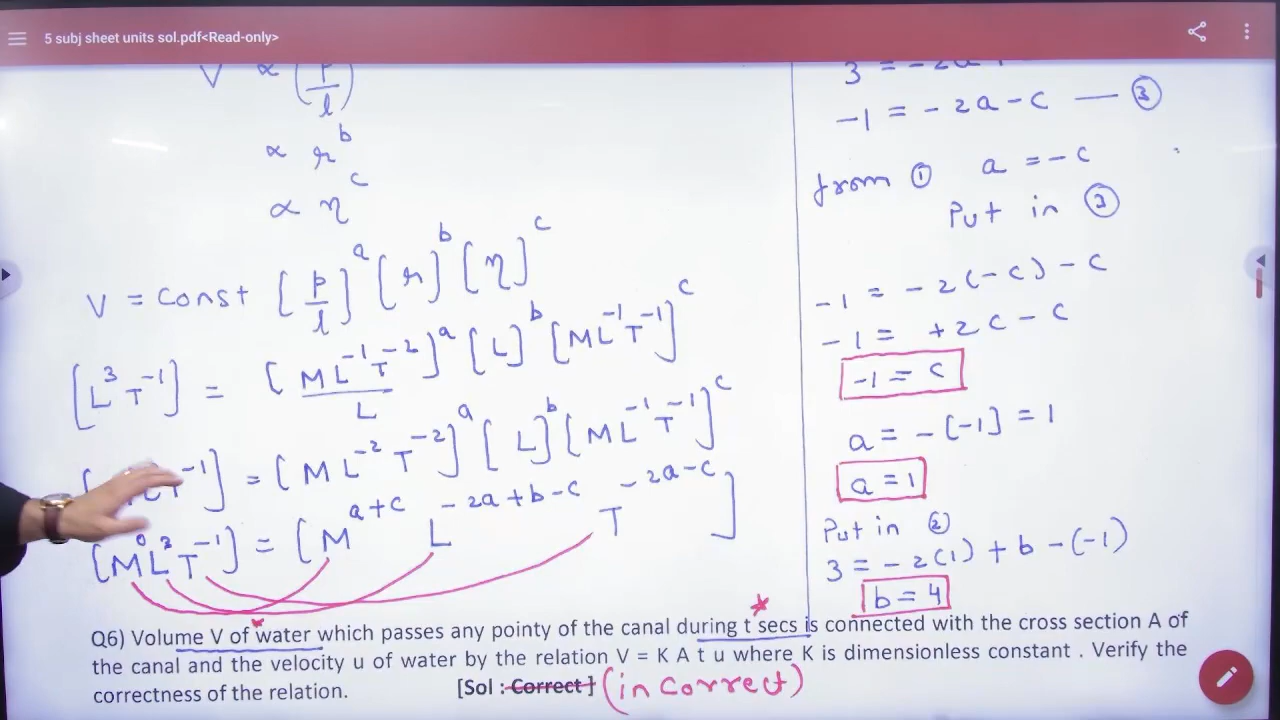 5 subj sheet units sol.pdf<Read-only>
V ∝ (p/l)
∝ r^b
∝ η^c
V = Const [p/l]^a [r]^b [η]^c
[L^3 T^-1] = [ML^-1T^-2/L]^a [L]^b [ML^-1T^-1]^c
T^-1] = [ML^-2T^-2]^a [L]^b [ML^-1T^-1]^c
[M^0 L^3 T^-1] = [M^a+c L^-2a+b-c T^-2a-c]
3 = -2a+
-1 = -2a-c — ③
from ① a = -c
Put in ③
-1 = -2(-c) - c
-1 = +2c - c
-1 = c
a = -(-1] = 1
a = 1
Put in ②
3 = -2(1) + b - (-1)
b = 4
Q6) Volume V of water which passes any pointy of the canal during t secs is connected with the cross section A of
the canal and the velocity u of water by the relation V = K A t u where K is dimensionless constant . Verify the
correctness of the relation. [Sol : Correct ] (incorrect)